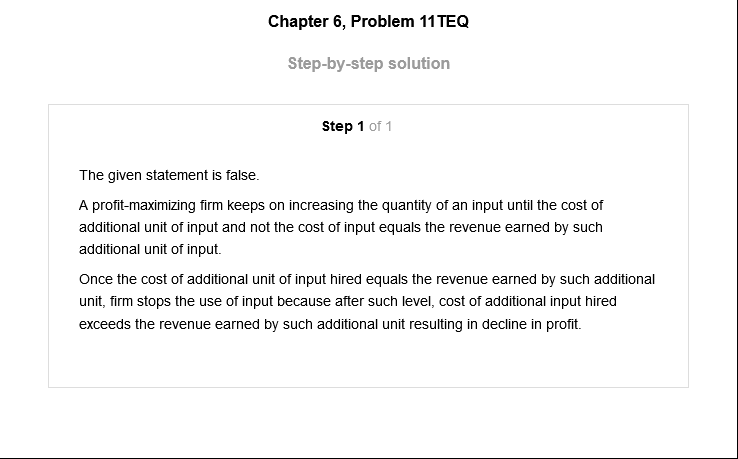 Chapter 6, Problem 11TEQ
Step-by-step solution
Step 1 of 1
The given statement is false.
A profit-maximizing firm keeps on increasing the quantity of an input until the cost of
additional unit of input and not the cost of input equals the revenue earned by such
additional unit of input.
Once the cost of additional unit of input hired equals the revenue earned by such additional
unit, firm stops the use of input because after such level, cost of additional input hired
exceeds the revenue earned by such additional unit resulting in decline in profit.